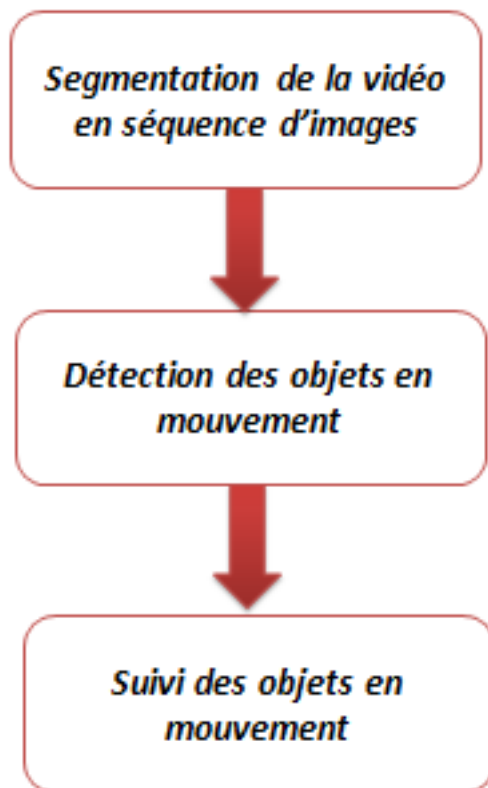 Segmentation de la vidéo
en séquence d’images
Détection des objets en
mouvement
Suivi des objets en
mouvement